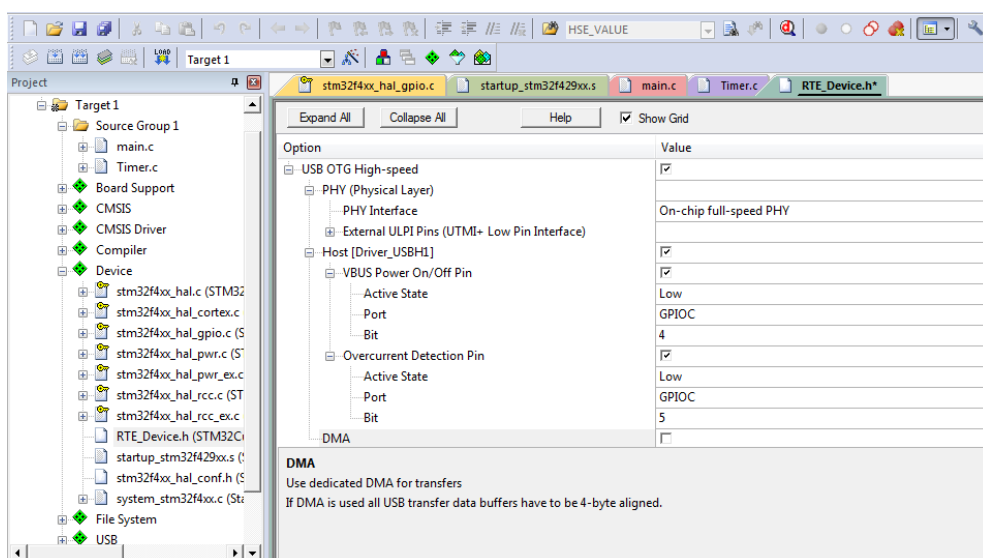 HSE_VALUE
LOAD
Target 1
Project
Target 1
Source Group 1
main.c
Timer.c
Board Support
CMSIS
CMSIS Driver
Compiler
Device
stm32f4xx_hal.c (STM32
stm32f4xx_hal_cortex.c
stm32f4xx_hal_gpio.c (S
stm32f4xx_hal_pwr.c (S
stm32f4xx_hal_pwr_ex.c
stm32f4xx_hal_rcc.c (ST
stm32f4xx_hal_rcc_ex.c
RTE_Device.h (STM32C
startup_stm32f429xx.s (
stm32f4xx_hal_conf.h (S
system_stm32f4xx.c (Sta
File System
USB
stm32f4xx_hal_gpio.c startup_stm32f429xx.s main.c Timer.c RTE_Device.h*
Expand All Collapse All Help Show Grid
Option Value
USB OTG High-speed
PHY (Physical Layer)
PHY Interface On-chip full-speed PHY
External ULPI Pins (UTMI+ Low Pin Interface)
Host [Driver_USBH1]
VBUS Power On/Off Pin
Active State Low
Port GPIOC
Bit 4
Overcurrent Detection Pin
Active State Low
Port GPIOC
Bit 5
DMA
DMA
Use dedicated DMA for transfers
If DMA is used all USB transfer data buffers have to be 4-byte aligned.